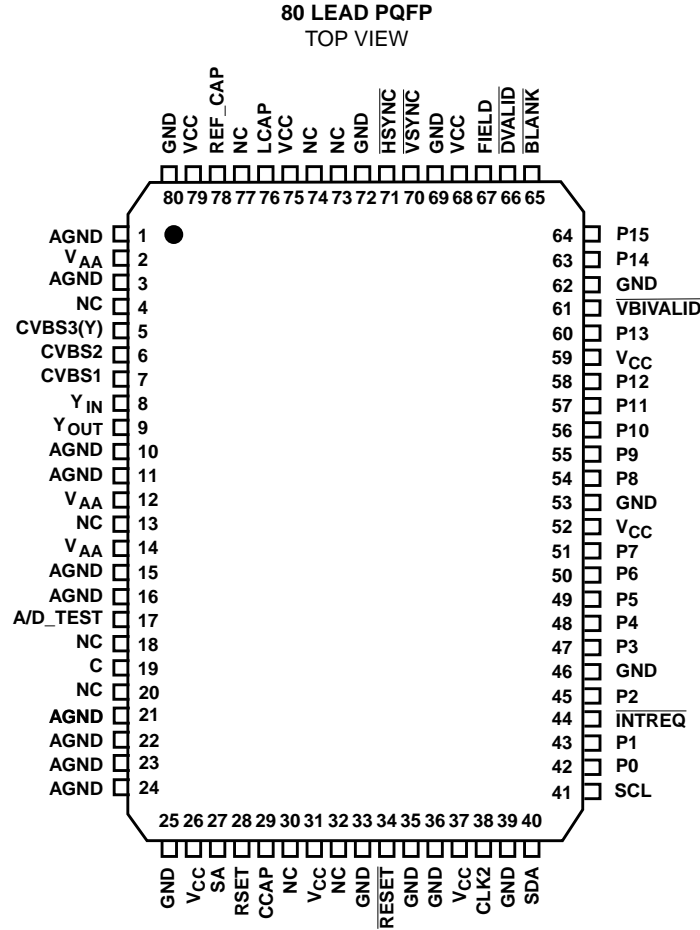 80 LEAD PQFP
TOP VIEW
GND VCC REF_CAP NC LCAP VCC NC NC GND HSYNC VSYNC GND VCC FIELD DVALID BLANK
80 79 78 77 76 75 74 73 72 71 70 69 68 67 66 65
AGND 1 64 P15
VAA 2 63 P14
AGND 3 62 GND
NC 4 61 VBIVALID
CVBS3(Y) 5 60 P13
CVBS2 6 59 VCC
CVBS1 7 58 P12
YIN 8 57 P11
YOUT 9 56 P10
AGND 10 55 P9
AGND 11 54 P8
VAA 12 53 GND
NC 13 52 VCC
VAA 14 51 P7
AGND 15 50 P6
AGND 16 49 P5
A/D_TEST 17 48 P4
NC 18 47 P3
C 19 46 GND
NC 20 45 P2
AGND 21 44 INTREQ
AGND 22 43 P1
AGND 23 42 P0
AGND 24 41 SCL
25 26 27 28 29 30 31 32 33 34 35 36 37 38 39 40
GND VCC SA RSET CCAP NC VCC NC GND RESET GND GND VCC CLK2 GND SDA